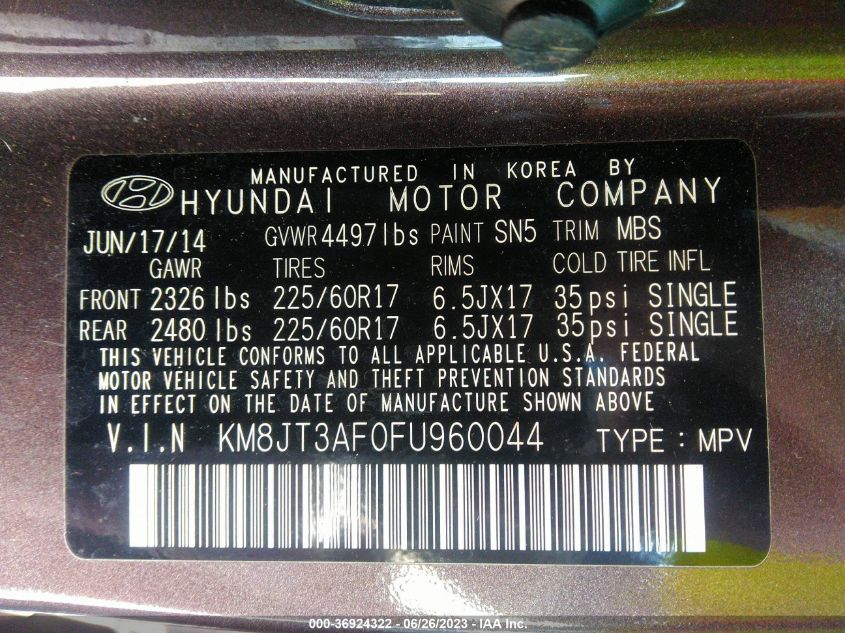 MANUFACTURED IN KOREA BY
HYUNDAI MOTOR COMPANY
JUN/17/14 GVWR 4497lbs PAINT SN5 TRIM MBS
GAWR TIRES RIMS COLD TIRE INFL
FRONT 2326 lbs 225/60R17 6.5JX17 35psi SINGLE
REAR 2480 lbs 225/60R17 6.5JX17 35psi SINGLE
THIS VEHICLE CONFORMS TO ALL APPLICABLE U.S.A. FEDERAL
MOTOR VEHICLE SAFETY AND THEFT PREVENTION STANDARDS
IN EFFECT ON THE DATE OF MANUFACTURE SHOWN ABOVE
V.I.N KM8JT3AF0FU960044 TYPE : MPV
000-36924322 - 06/26/2023 - IAA Inc.